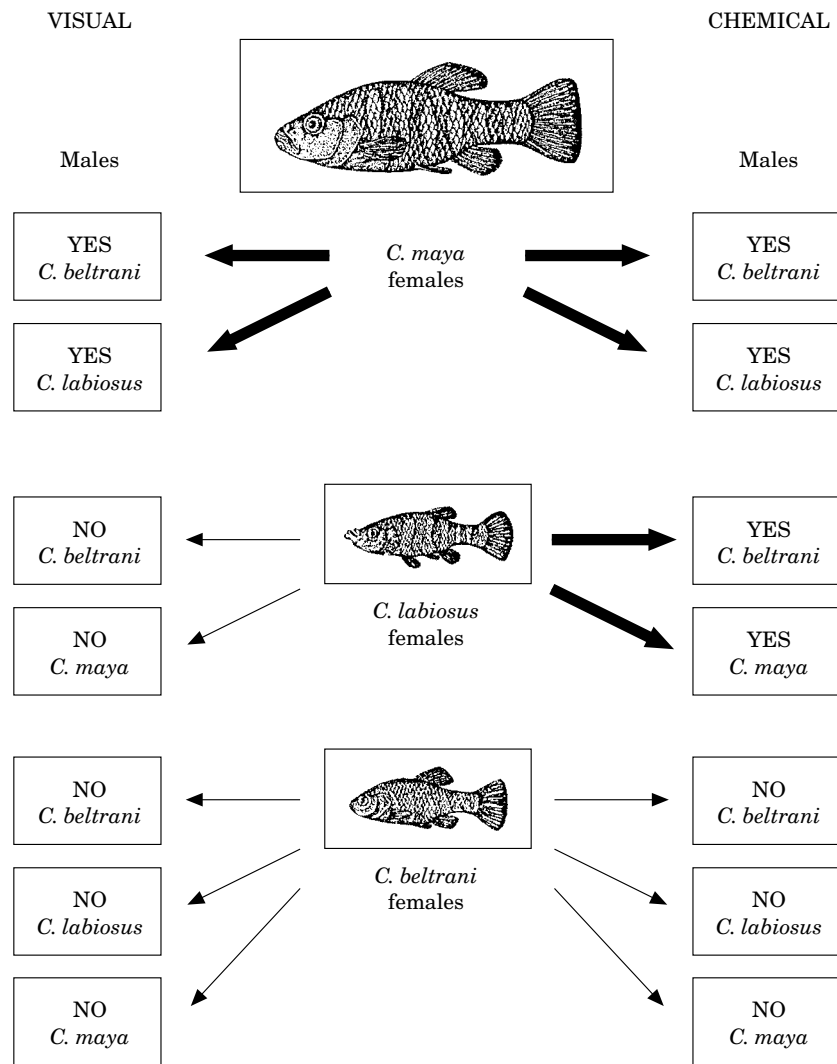 VISUAL
CHEMICAL
Males
Males
YES
C. beltrani
C. maya
females
YES
C. beltrani
YES
C. labiosus
YES
C. labiosus
NO
C. beltrani
YES
C. beltrani
C. labiosus
females
NO
C. maya
YES
C. maya
NO
C. beltrani
NO
C. beltrani
C. beltrani
females
NO
C. labiosus
NO
C. labiosus
NO
C. maya
NO
C. maya